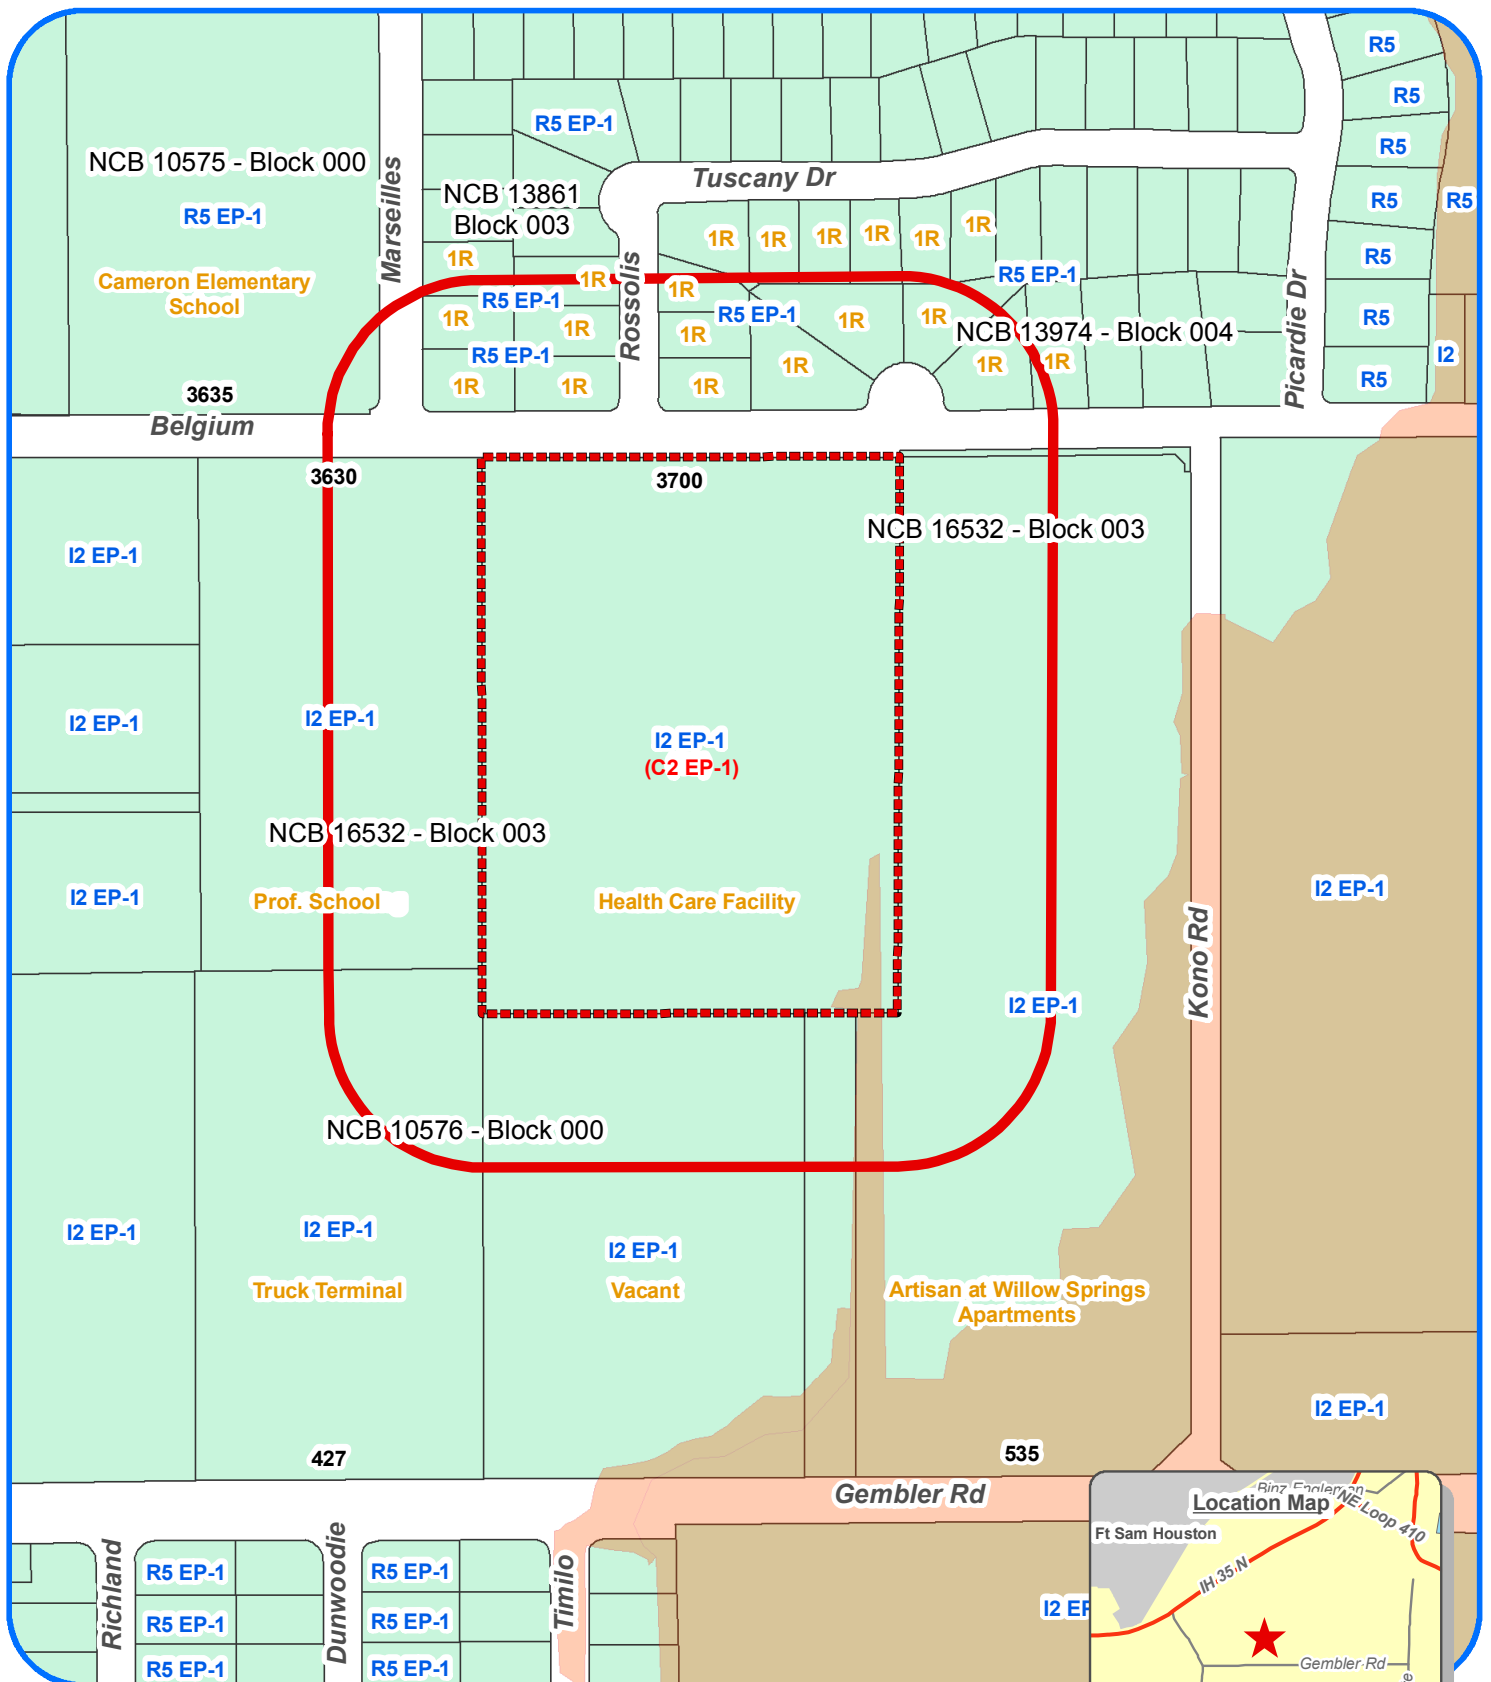 R5
R5
R5 EP-1
R5
NCB 10575 - Block 000
Marseilles
Tuscany Dr
NCB 13861
Block 003
R5
R5
R5 EP-1
1R
1R
1R
1R
1R
1R
1R
R5
Cameron Elementary
School
1R
1R
R5 EP-1
Rossolis
Picardie Dr
R5 EP-1
1R
1R
R5 EP-1
1R
1R
R5
NCB 13974 - Block 004
1R
R5 EP-1
I2
1R
1R
1R
1R
1R
1R
R5
3635
Belgium
3630
3700
NCB 16532 - Block 003
I2 EP-1
I2 EP-1
I2 EP-1
I2 EP-1
(C2 EP-1)
NCB 16532 - Block 003
I2 EP-1
Prof. School
Health Care Facility
I2 EP-1
Kono Rd
I2 EP-1
NCB 10576 - Block 000
I2 EP-1
I2 EP-1
I2 EP-1
Truck Terminal
Vacant
Artisan at Willow Springs
Apartments
I2 EP-1
427
535
Gembler Rd
Location Map
Binz Engleman
NE Loop 410
Ft Sam Houston
IH 35 N
Gembler Rd
Richland
R5 EP-1
Dunwoodie
R5 EP-1
Timilo
R5 EP-1
R5 EP-1
I2 EP
R5 EP-1
R5 EP-1